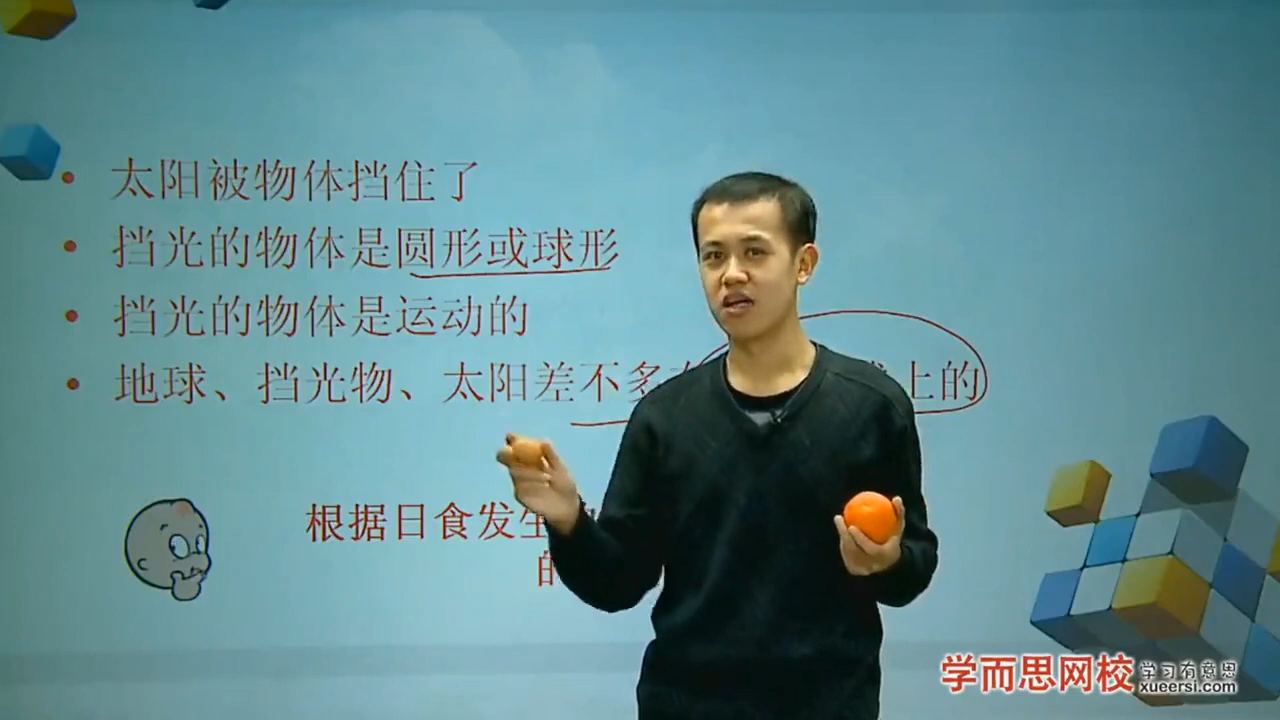 太阳被物体挡住了
挡光的物体是圆形或球形
挡光的物体是运动的
地球、挡光物、太阳差不多 上的
根据日食发生
的
学而思网校
学习有意思
xueersi.com